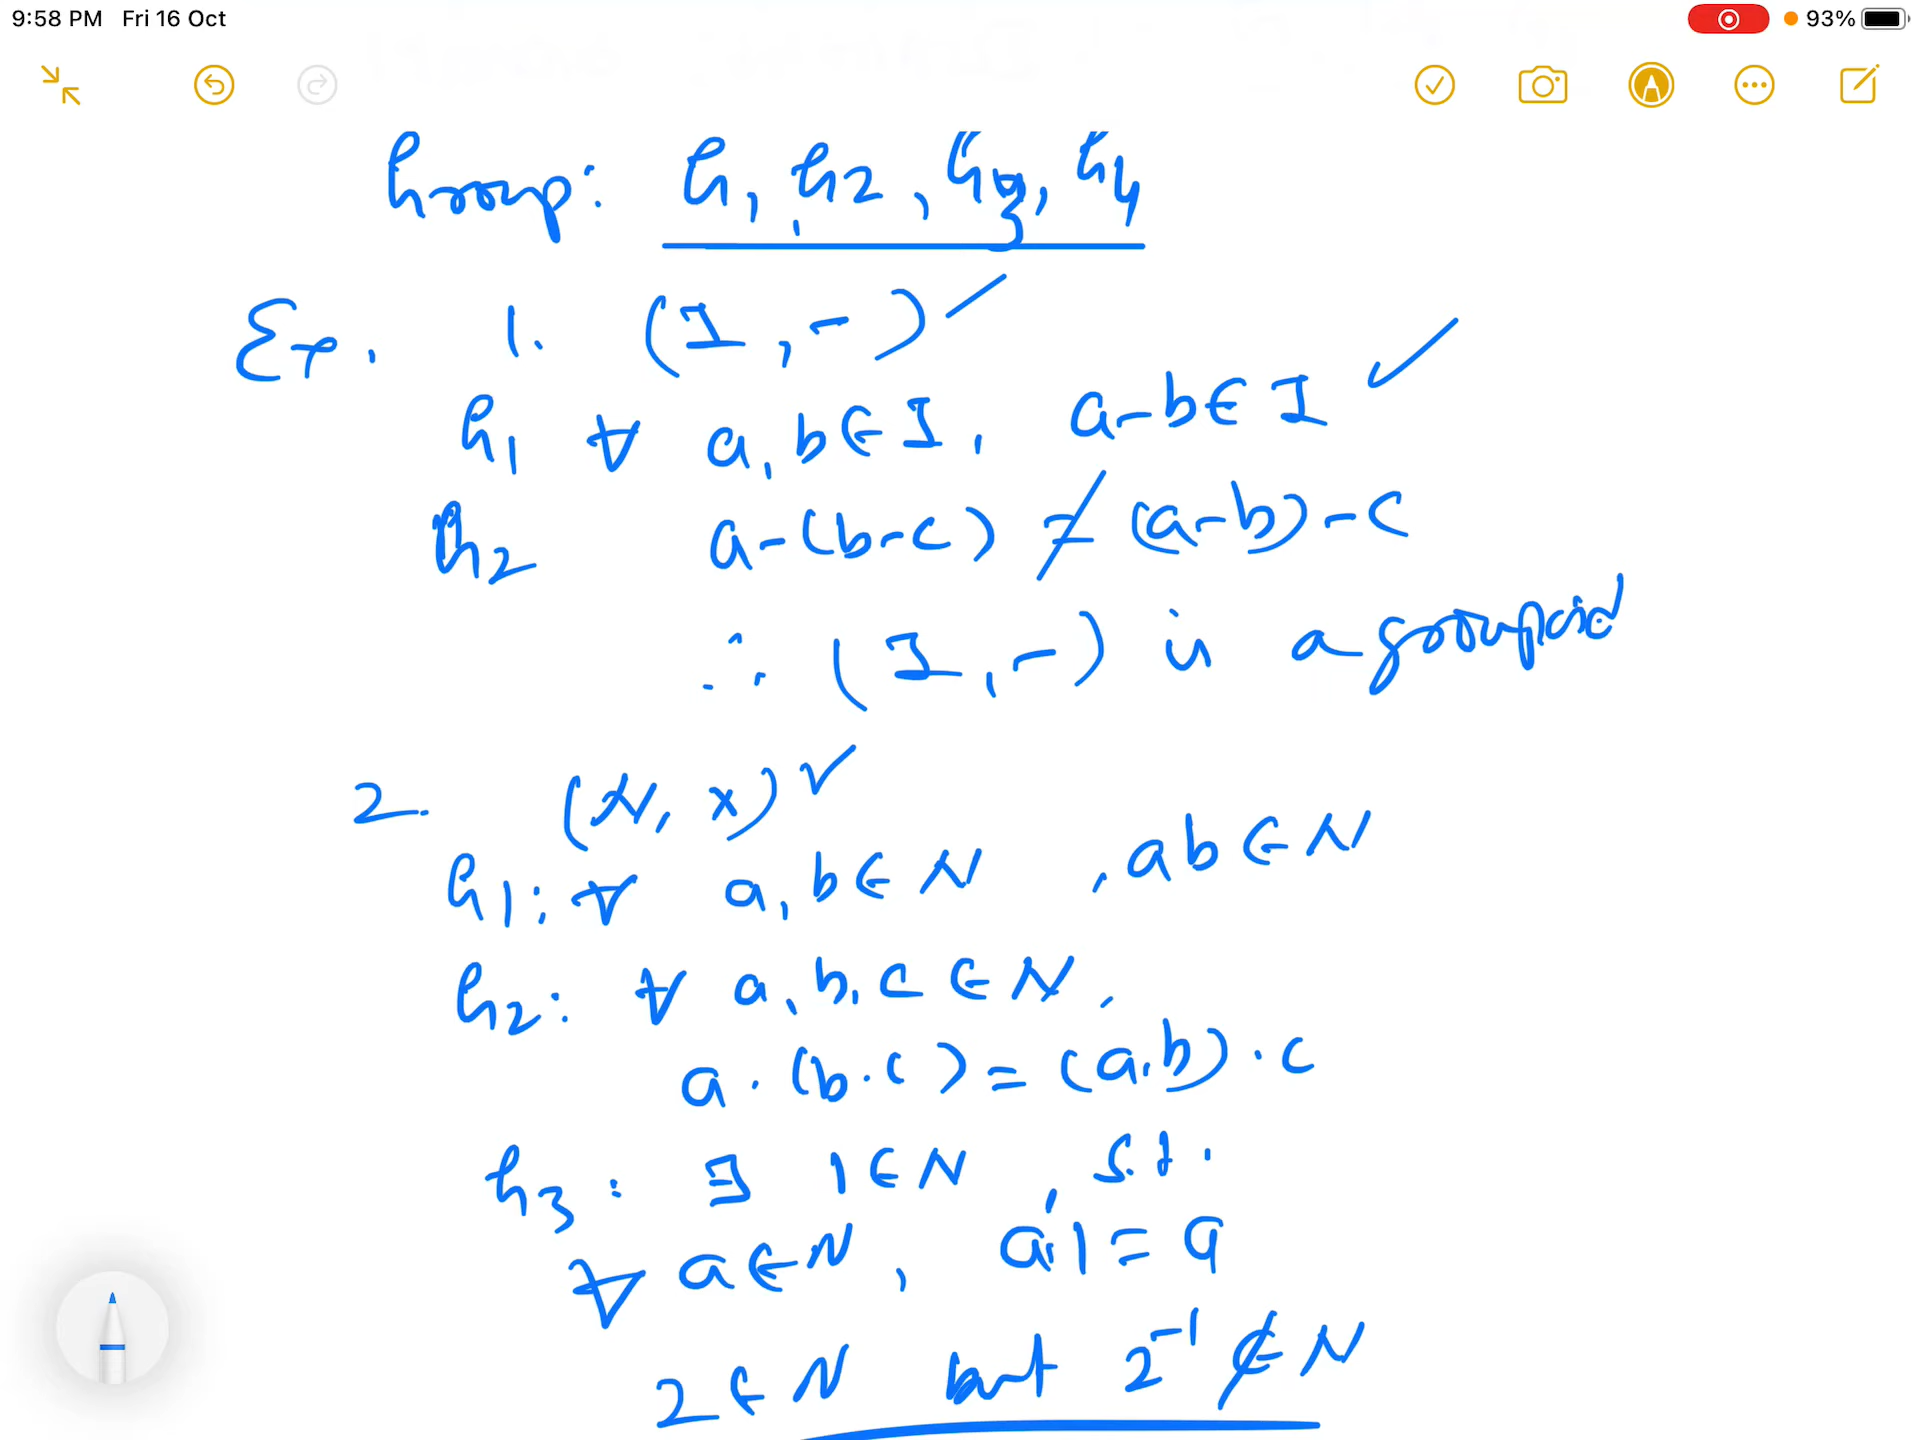 9:58 PM Fri 16 Oct 93%
Group: G1, G2, G3, G4
Ex. 1. (I, -)
G1 ∀ a, b ∈ I, a-b ∈ I ✓
G2 a-(b-c) ≠ (a-b)-c
∴ (I, -) is a groupoid
2. (N, x) ✓
G1: ∀ a, b ∈ N, ab ∈ N
G2: ∀ a, b, c ∈ N,
a · (b · c) = (a.b) · c
G3: ∃ 1 ∈ N, s.t.
∀ a ∈ N, a.1 = a
2 ∈ N but 2⁻¹ ∉ N